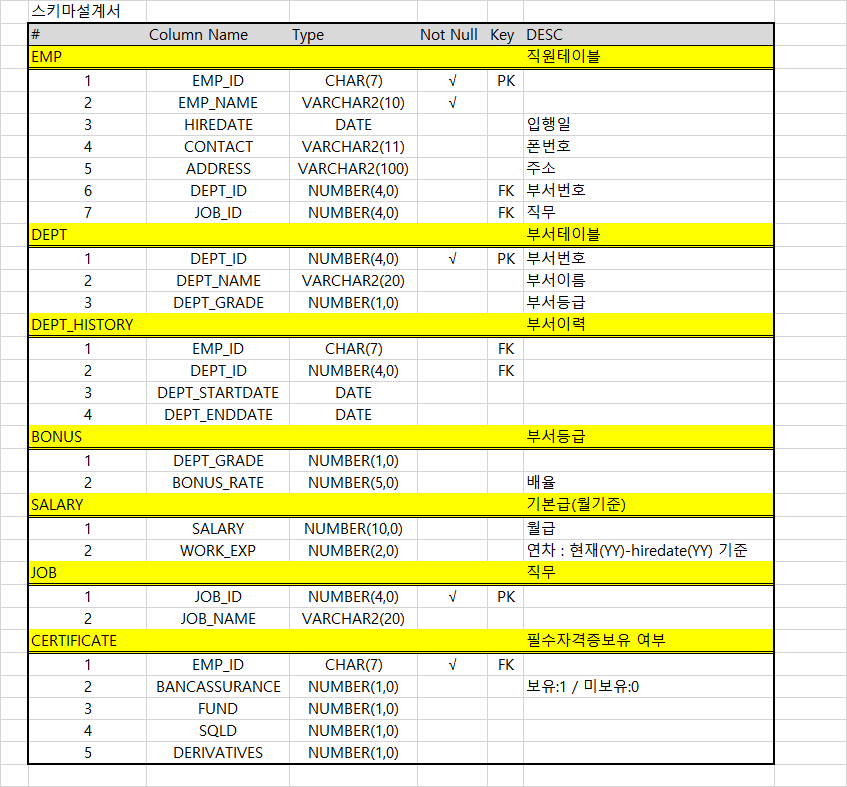 스키마설계서
# Column Name Type Not Null Key DESC
EMP 직원테이블
1 EMP_ID CHAR(7) √ PK
2 EMP_NAME VARCHAR2(10) √
3 HIREDATE DATE 입행일
4 CONTACT VARCHAR2(11) 폰번호
5 ADDRESS VARCHAR2(100) 주소
6 DEPT_ID NUMBER(4,0) FK 부서번호
7 JOB_ID NUMBER(4,0) FK 직무
DEPT 부서테이블
1 DEPT_ID NUMBER(4,0) √ PK 부서번호
2 DEPT_NAME VARCHAR2(20) 부서이름
3 DEPT_GRADE NUMBER(1,0) 부서등급
DEPT_HISTORY 부서이력
1 EMP_ID CHAR(7) FK
2 DEPT_ID NUMBER(4,0) FK
3 DEPT_STARTDATE DATE
4 DEPT_ENDDATE DATE
BONUS 부서등급
1 DEPT_GRADE NUMBER(1,0)
2 BONUS_RATE NUMBER(5,0) 배율
SALARY 기본급(월기준)
1 SALARY NUMBER(10,0) 월급
2 WORK_EXP NUMBER(2,0) 연차 : 현재(YY)-hiredate(YY) 기준
JOB 직무
1 JOB_ID NUMBER(4,0) √ PK
2 JOB_NAME VARCHAR2(20)
CERTIFICATE 필수자격증보유 여부
1 EMP_ID CHAR(7) √ FK
2 BANCASSURANCE NUMBER(1,0) 보유:1 / 미보유:0
3 FUND NUMBER(1,0)
4 SQLD NUMBER(1,0)
5 DERIVATIVES NUMBER(1,0)